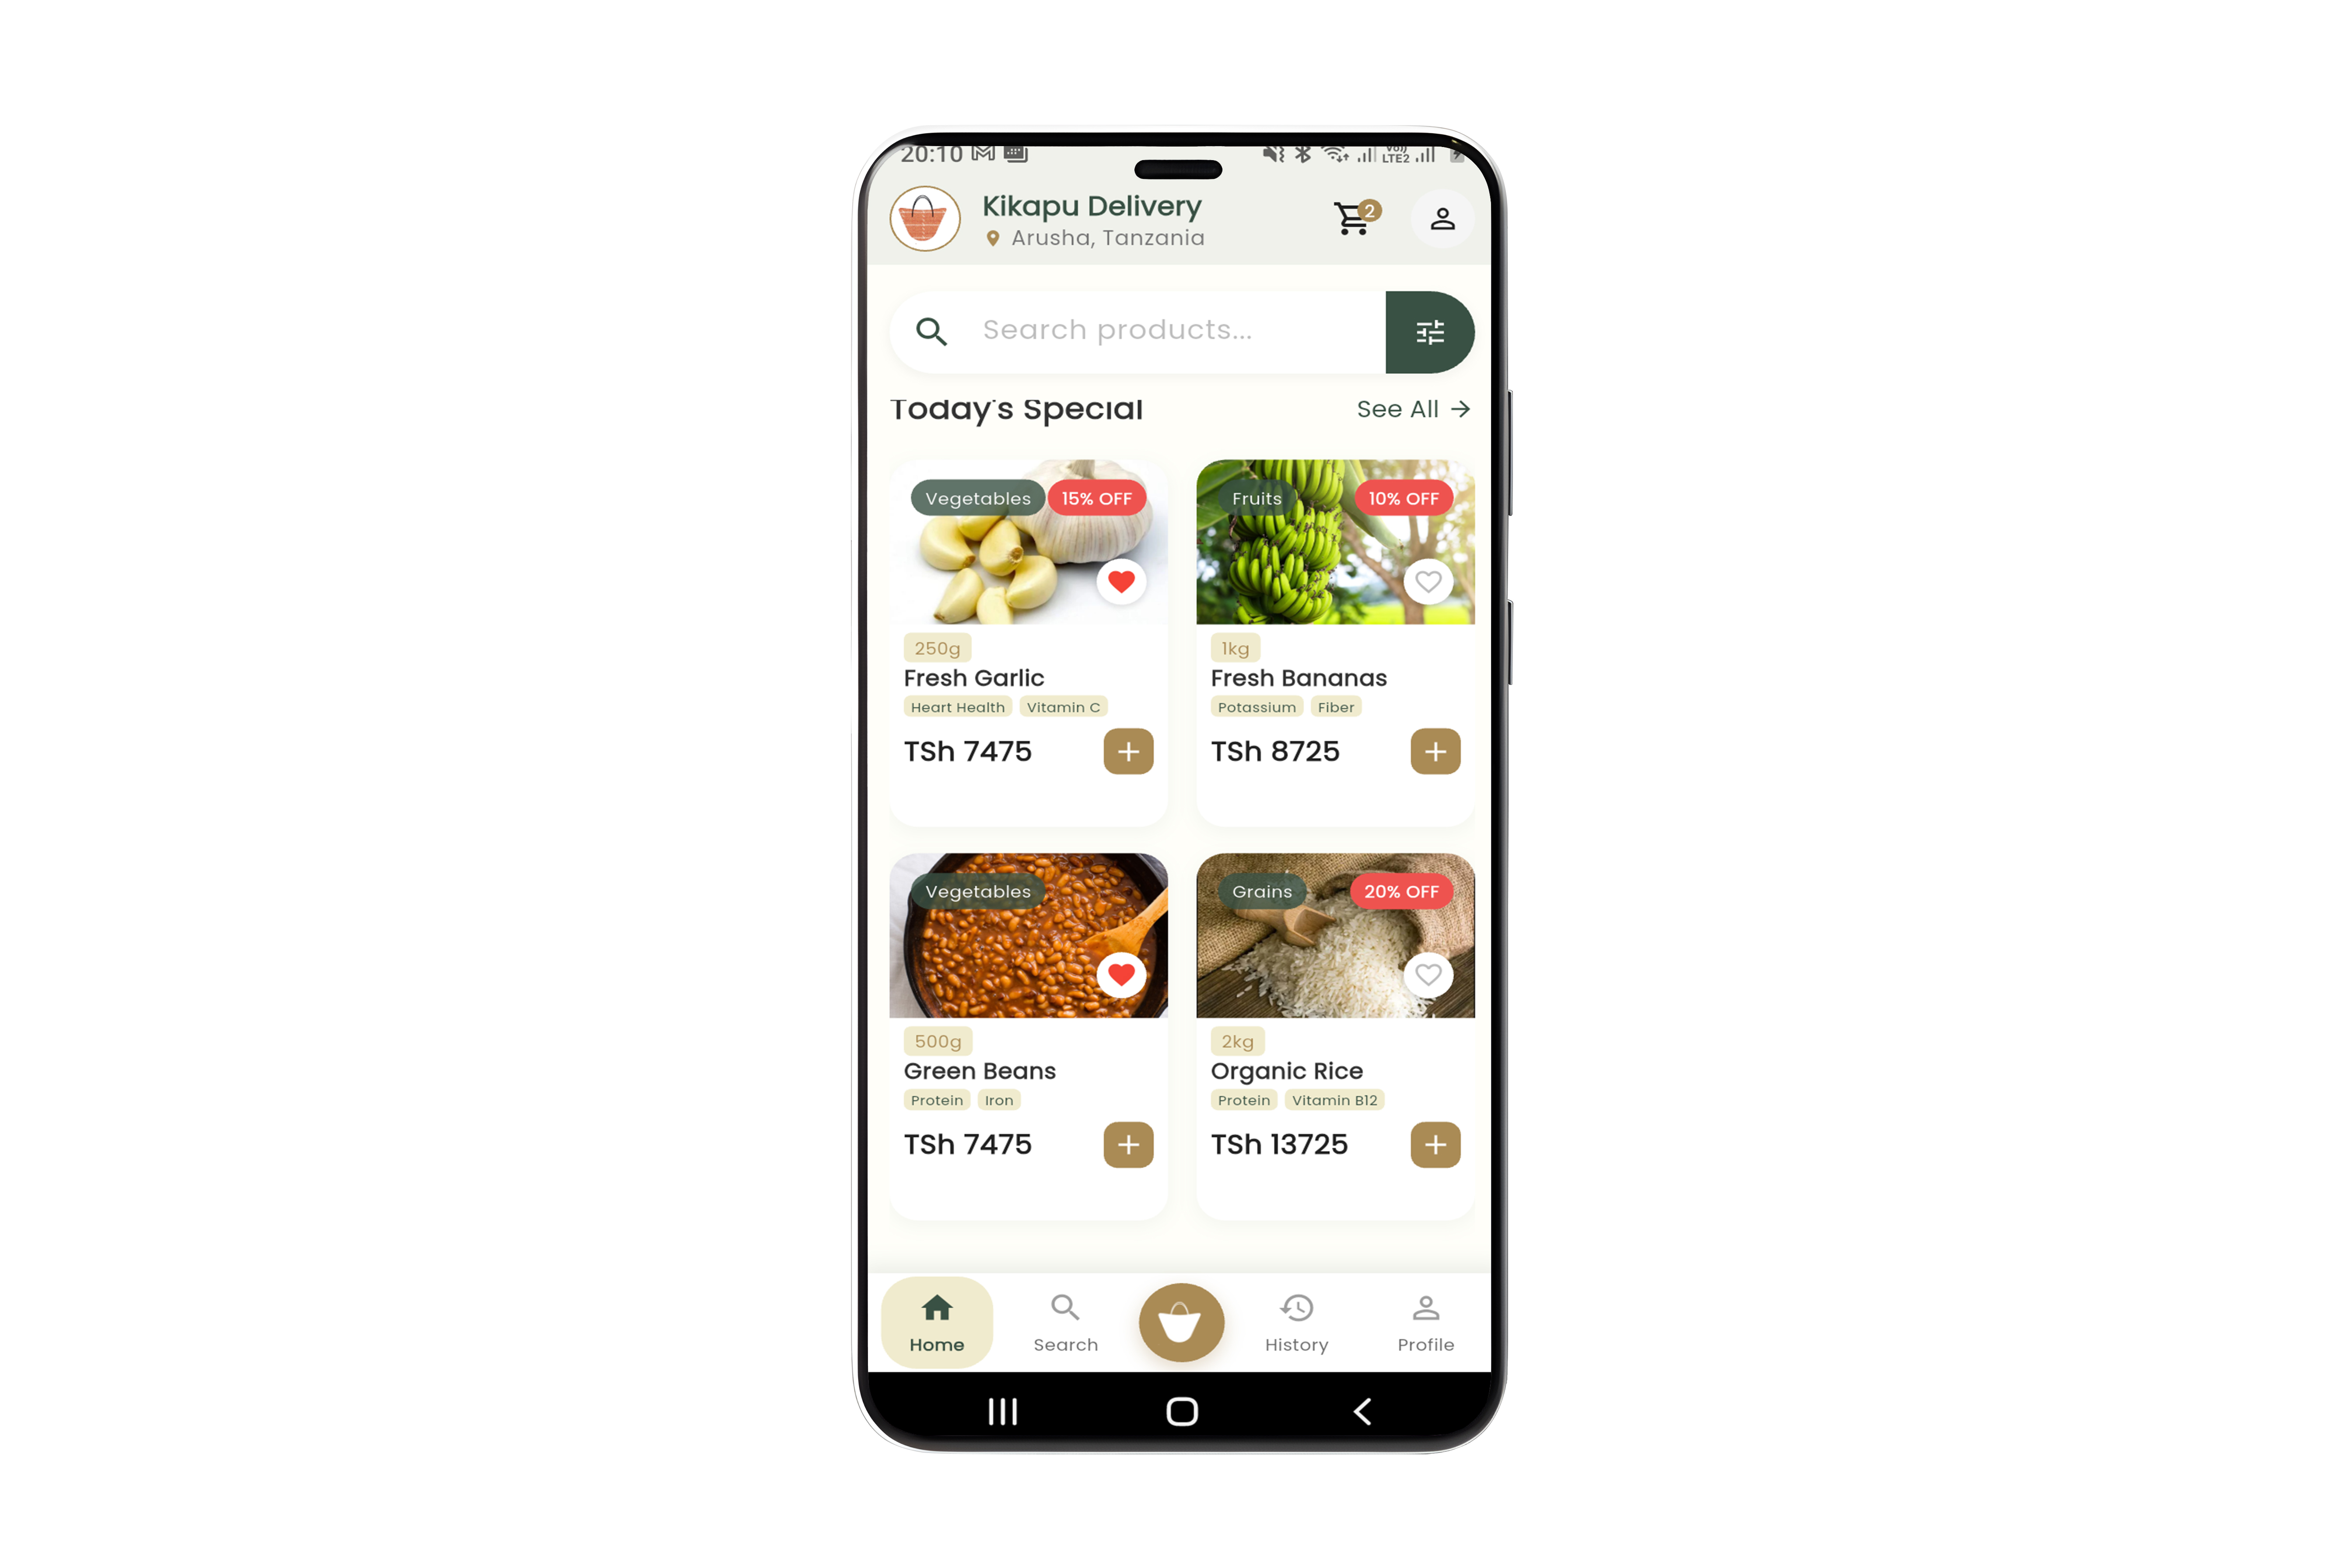 20:10
Vo))
LTE2
Kikapu Delivery
2
Arusha, Tanzania
Search products...
Today's Special
See All →
Vegetables
15% OFF
Fruits
10% OFF
250g
1kg
Fresh Garlic
Fresh Bananas
Heart Health
Vitamin C
Potassium
Fiber
TSh 7475
+
TSh 8725
+
Vegetables
Grains
20% OFF
500g
2kg
Green Beans
Organic Rice
Protein
Iron
Protein
Vitamin B12
TSh 7475
+
TSh 13725
+
Home
Search
History
Profile